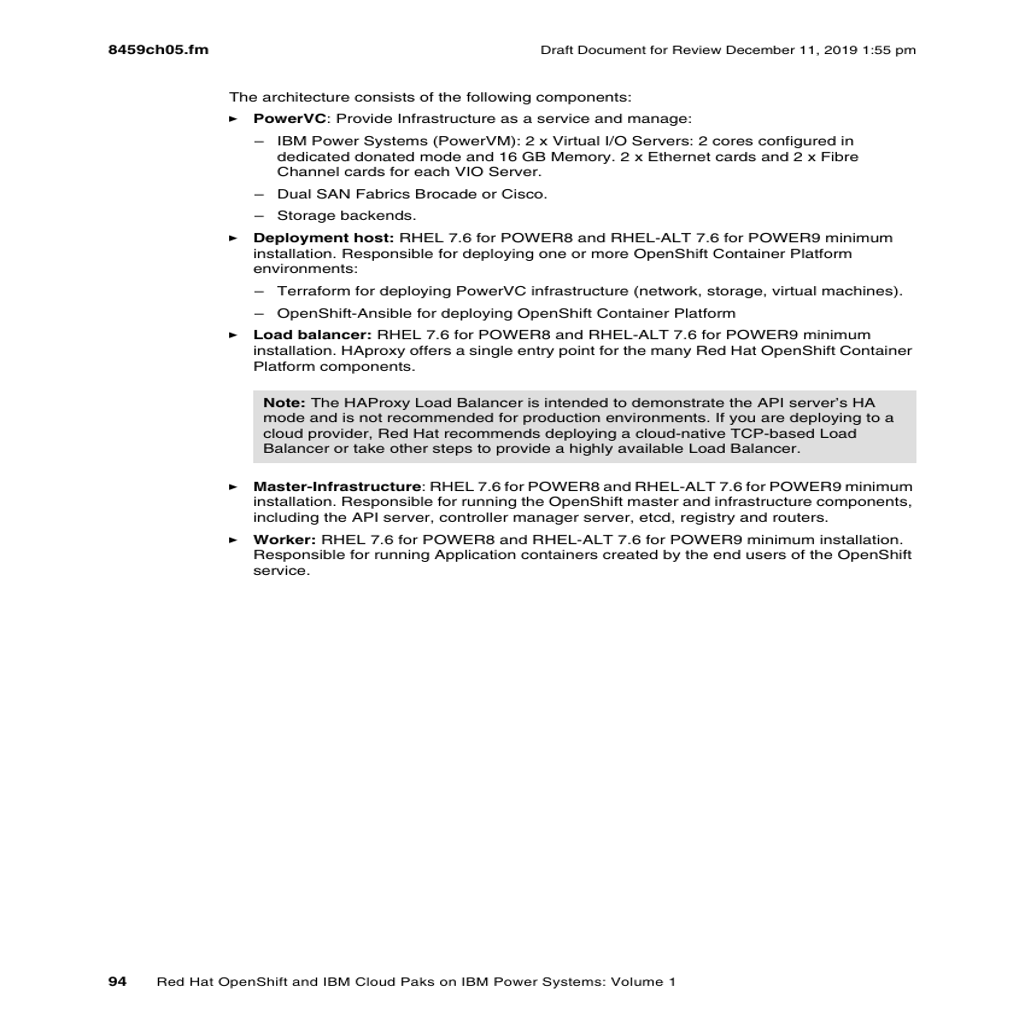 8459ch05.fm
Draft Document for Review December 11, 2019 1:55 pm
The architecture consists of the following components:
► PowerVC: Provide Infrastructure as a service and manage:
– IBM Power Systems (PowerVM): 2 x Virtual I/O Servers: 2 cores configured in
dedicated donated mode and 16 GB Memory. 2 x Ethernet cards and 2 x Fibre
Channel cards for each VIO Server.
– Dual SAN Fabrics Brocade or Cisco.
– Storage backends.
► Deployment host: RHEL 7.6 for POWER8 and RHEL-ALT 7.6 for POWER9 minimum
installation. Responsible for deploying one or more OpenShift Container Platform
environments:
– Terraform for deploying PowerVC infrastructure (network, storage, virtual machines).
– OpenShift-Ansible for deploying OpenShift Container Platform
► Load balancer: RHEL 7.6 for POWER8 and RHEL-ALT 7.6 for POWER9 minimum
installation. HAproxy offers a single entry point for the many Red Hat OpenShift Container
Platform components.
Note: The HAProxy Load Balancer is intended to demonstrate the API server’s HA
mode and is not recommended for production environments. If you are deploying to a
cloud provider, Red Hat recommends deploying a cloud-native TCP-based Load
Balancer or take other steps to provide a highly available Load Balancer.
► Master-Infrastructure: RHEL 7.6 for POWER8 and RHEL-ALT 7.6 for POWER9 minimum
installation. Responsible for running the OpenShift master and infrastructure components,
including the API server, controller manager server, etcd, registry and routers.
► Worker: RHEL 7.6 for POWER8 and RHEL-ALT 7.6 for POWER9 minimum installation.
Responsible for running Application containers created by the end users of the OpenShift
service.
94 Red Hat OpenShift and IBM Cloud Paks on IBM Power Systems: Volume 1